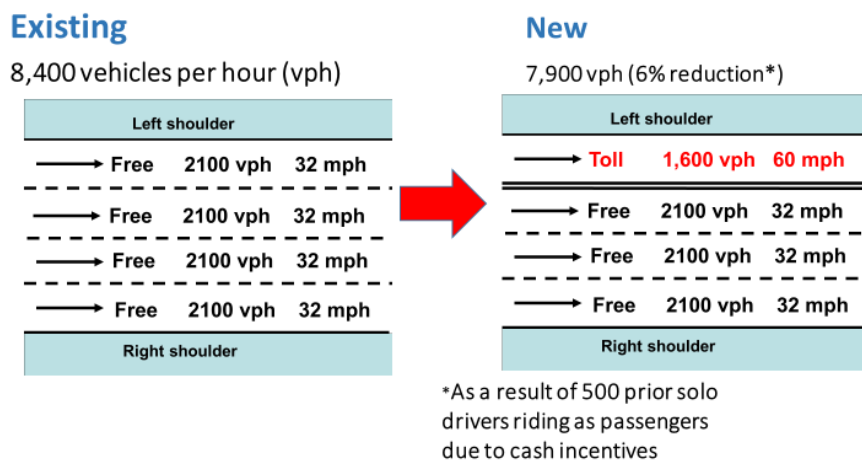 Existing
8,400 vehicles per hour (vph)
Left shoulder
Free 2100 vph 32 mph
Free 2100 vph 32 mph
Free 2100 vph 32 mph
Free 2100 vph 32 mph
Right shoulder
New
7,900 vph (6% reduction*)
Left shoulder
Toll 1,600 vph 60 mph
Free 2100 vph 32 mph
Free 2100 vph 32 mph
Free 2100 vph 32 mph
Right shoulder
*As a result of 500 prior solo
drivers riding as passengers
due to cash incentives